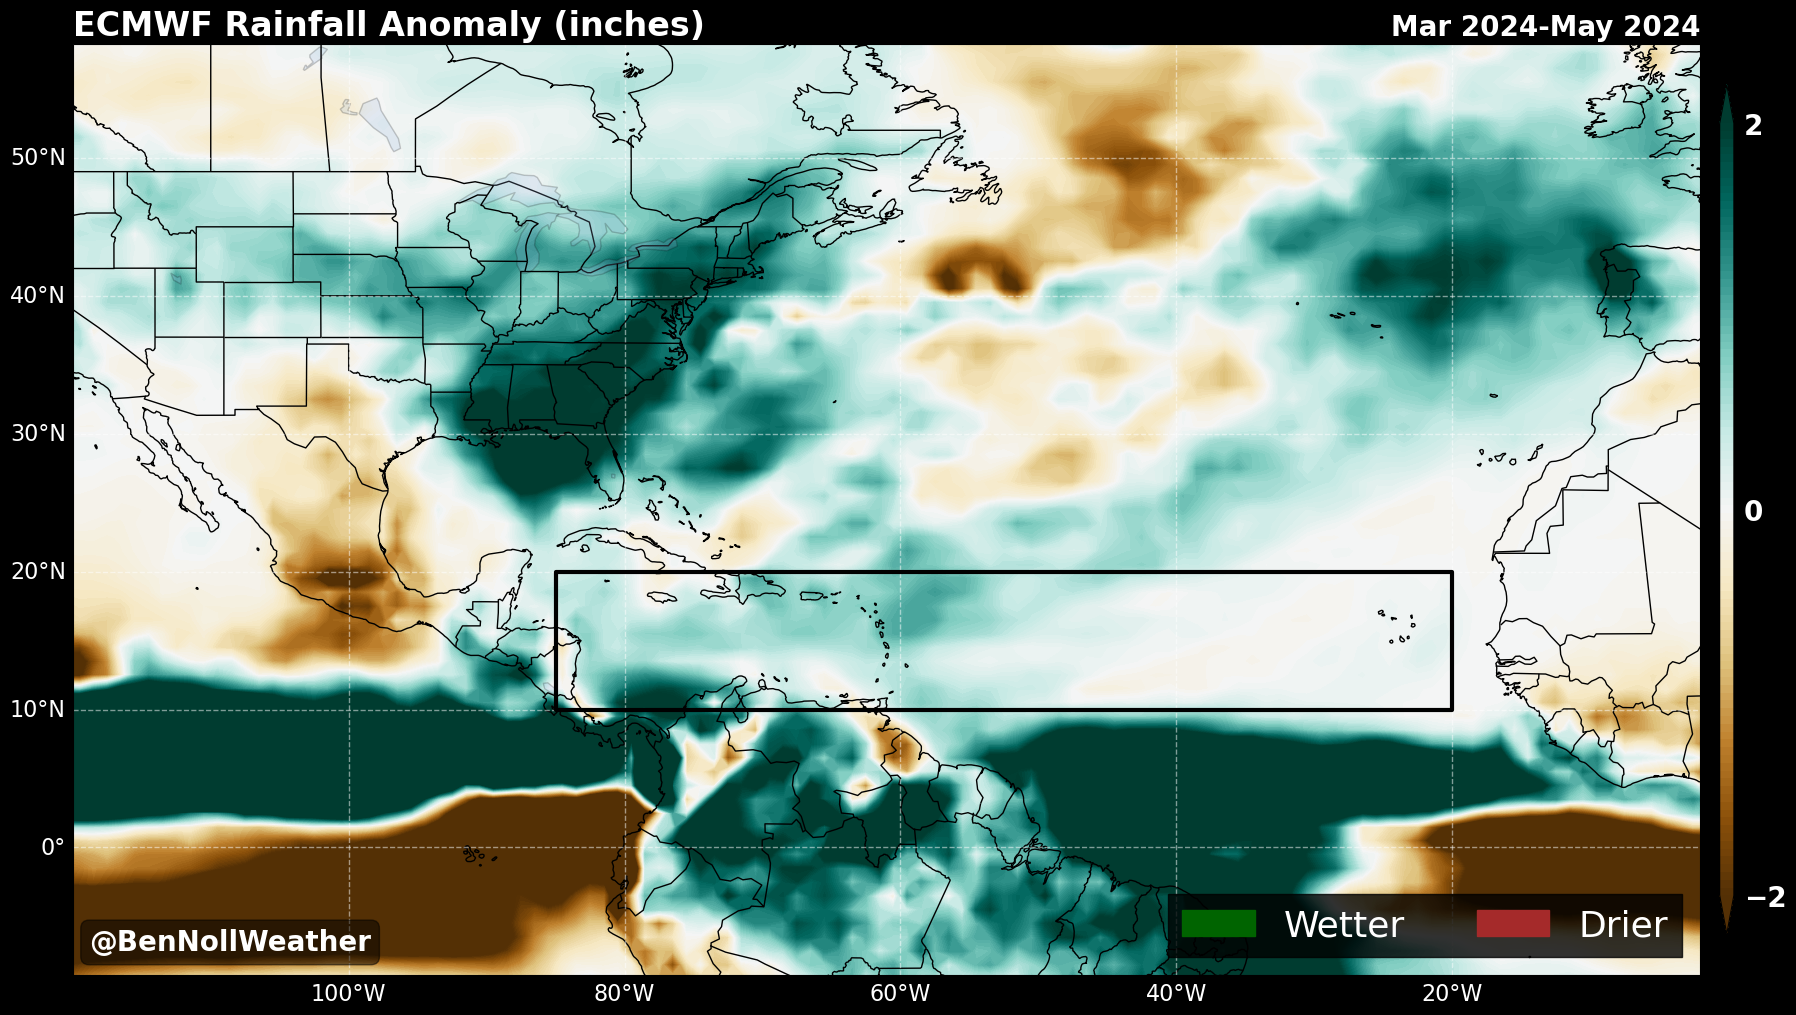 ECMWF Rainfall Anomaly (inches)
Mar 2024-May 2024
50°N
40°N
30°N
20°N
10°N
0°
2
0
−2
@BenNollWeather
Wetter
Drier
100°W
80°W
60°W
40°W
20°W